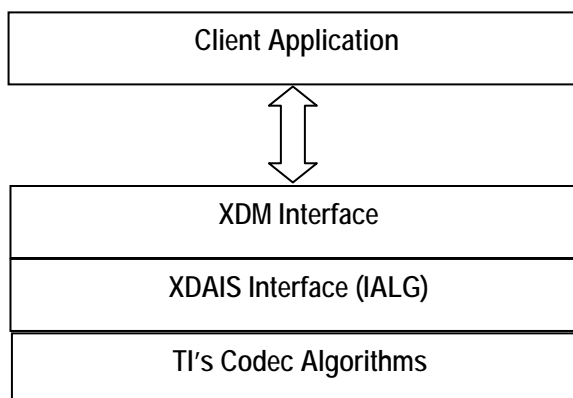 Client Application
XDM Interface
XDAIS Interface (IALG)
TI's Codec Algorithms